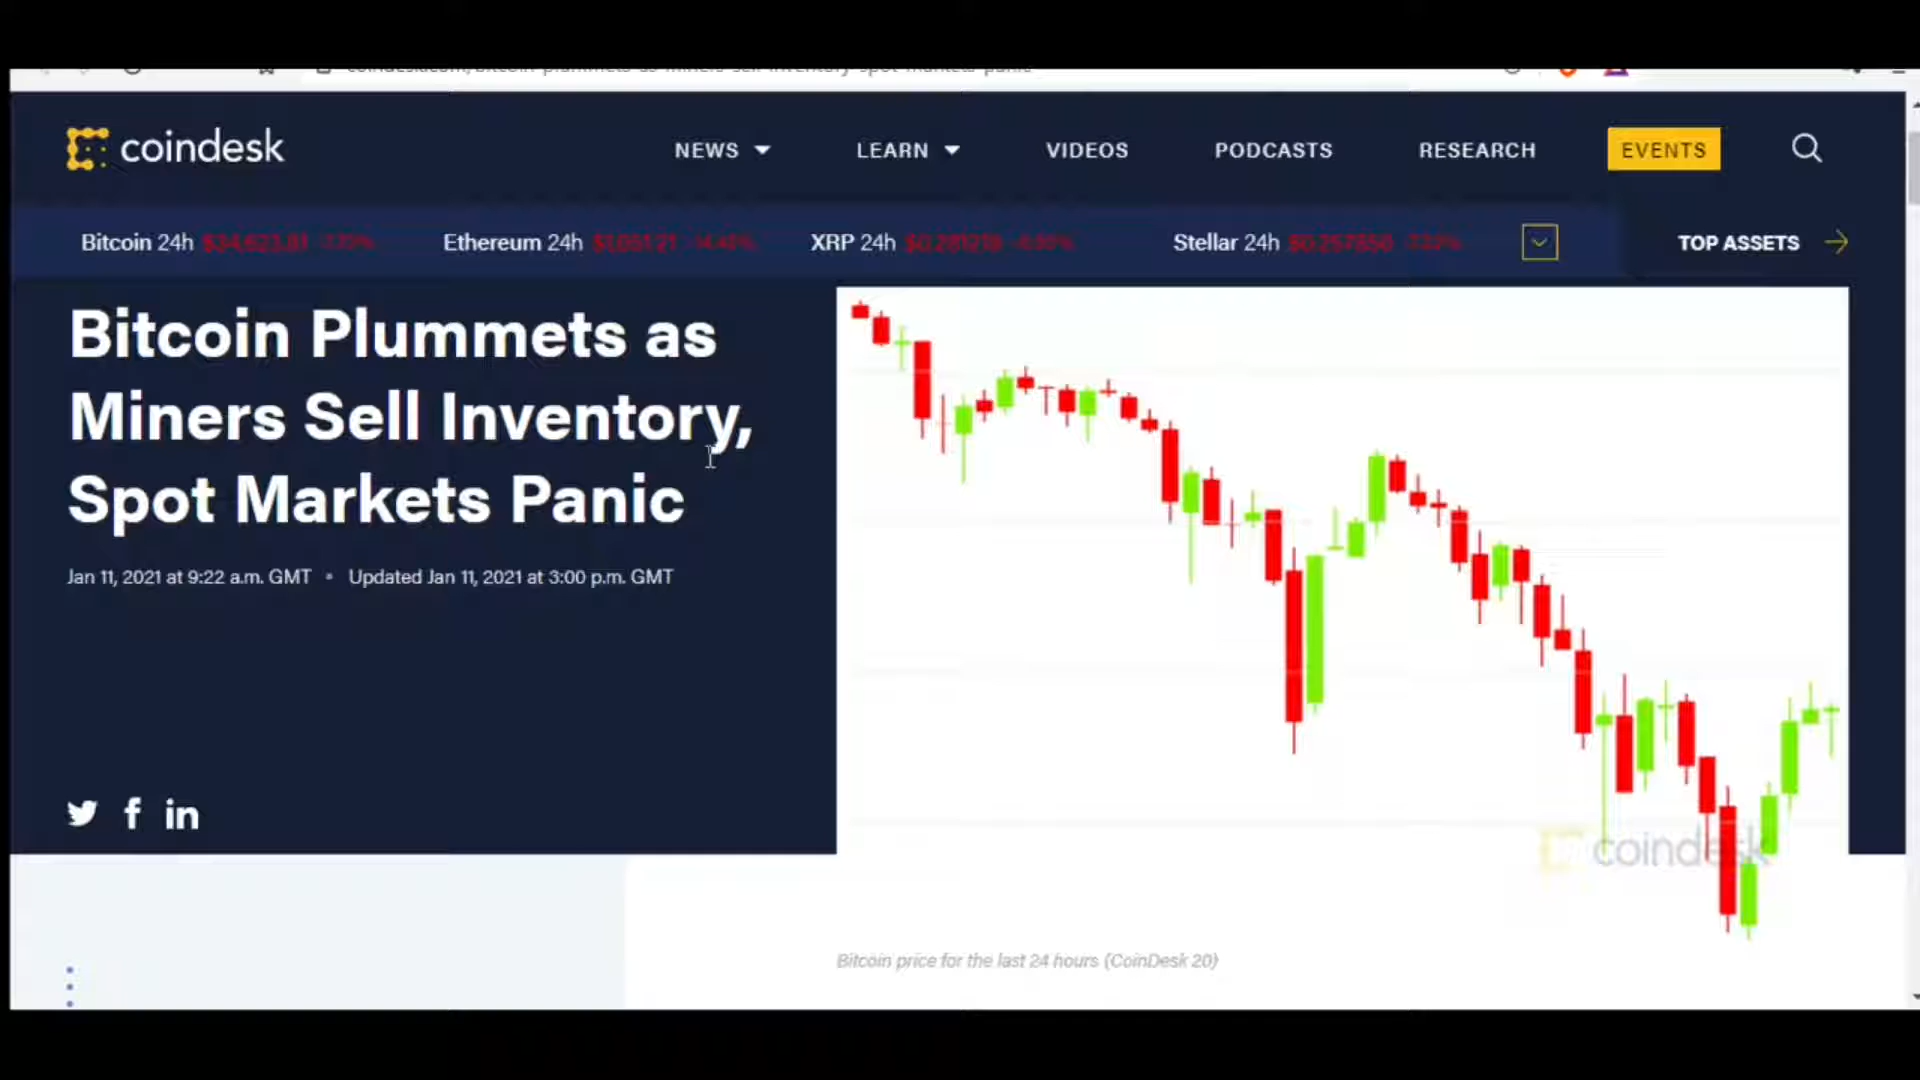 coindesk
NEWS LEARN VIDEOS PODCASTS RESEARCH EVENTS
Bitcoin 24h Ethereum 24h XRP 24h Stellar 24h TOP ASSETS
Bitcoin Plummets as
Miners Sell Inventory,
Spot Markets Panic
Jan 11, 2021 at 9:22 a.m. GMT • Updated Jan 11, 2021 at 3:00 p.m. GMT
coindesk
Bitcoin price for the last 24 hours (CoinDesk 20)